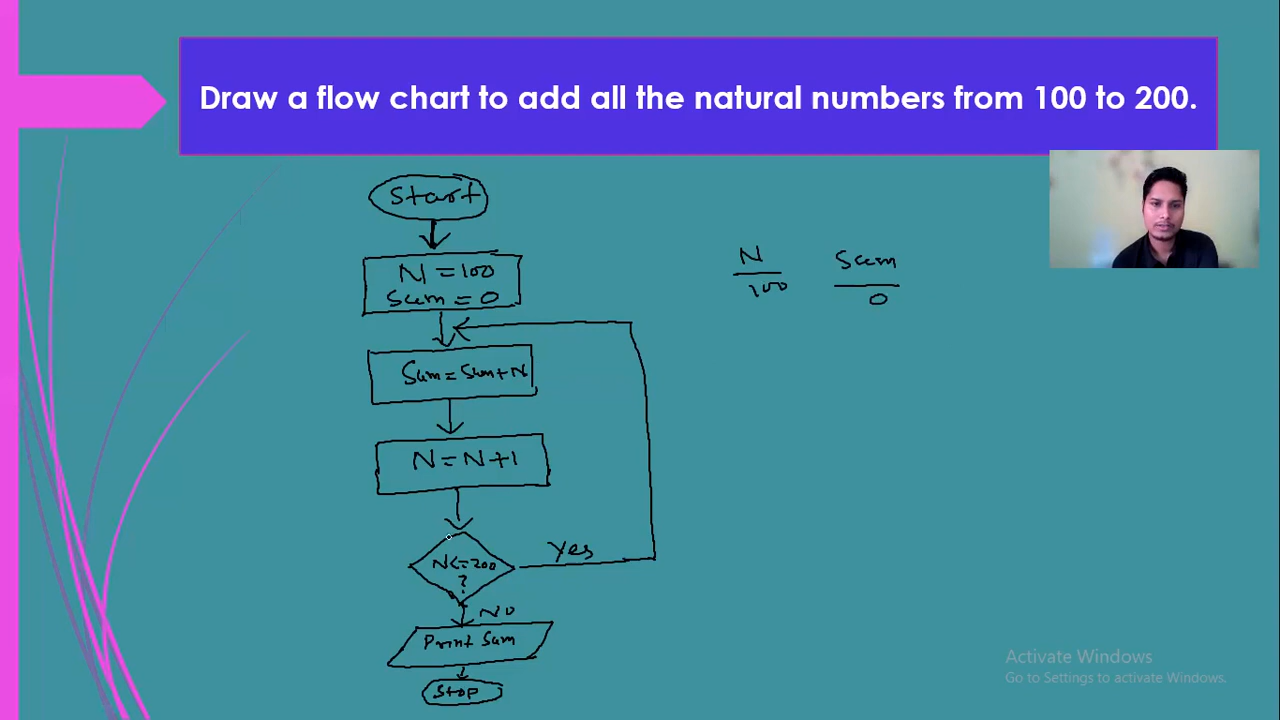 Draw a flow chart to add all the natural numbers from 100 to 200.
Start
N = 100
Sum = 0
Sum = Sum + N
N = N + 1
N <= 200
?
Yes
NO
Print Sum
Stop
N Sum
100 0
Activate Windows
Go to Settings to activate Windows.